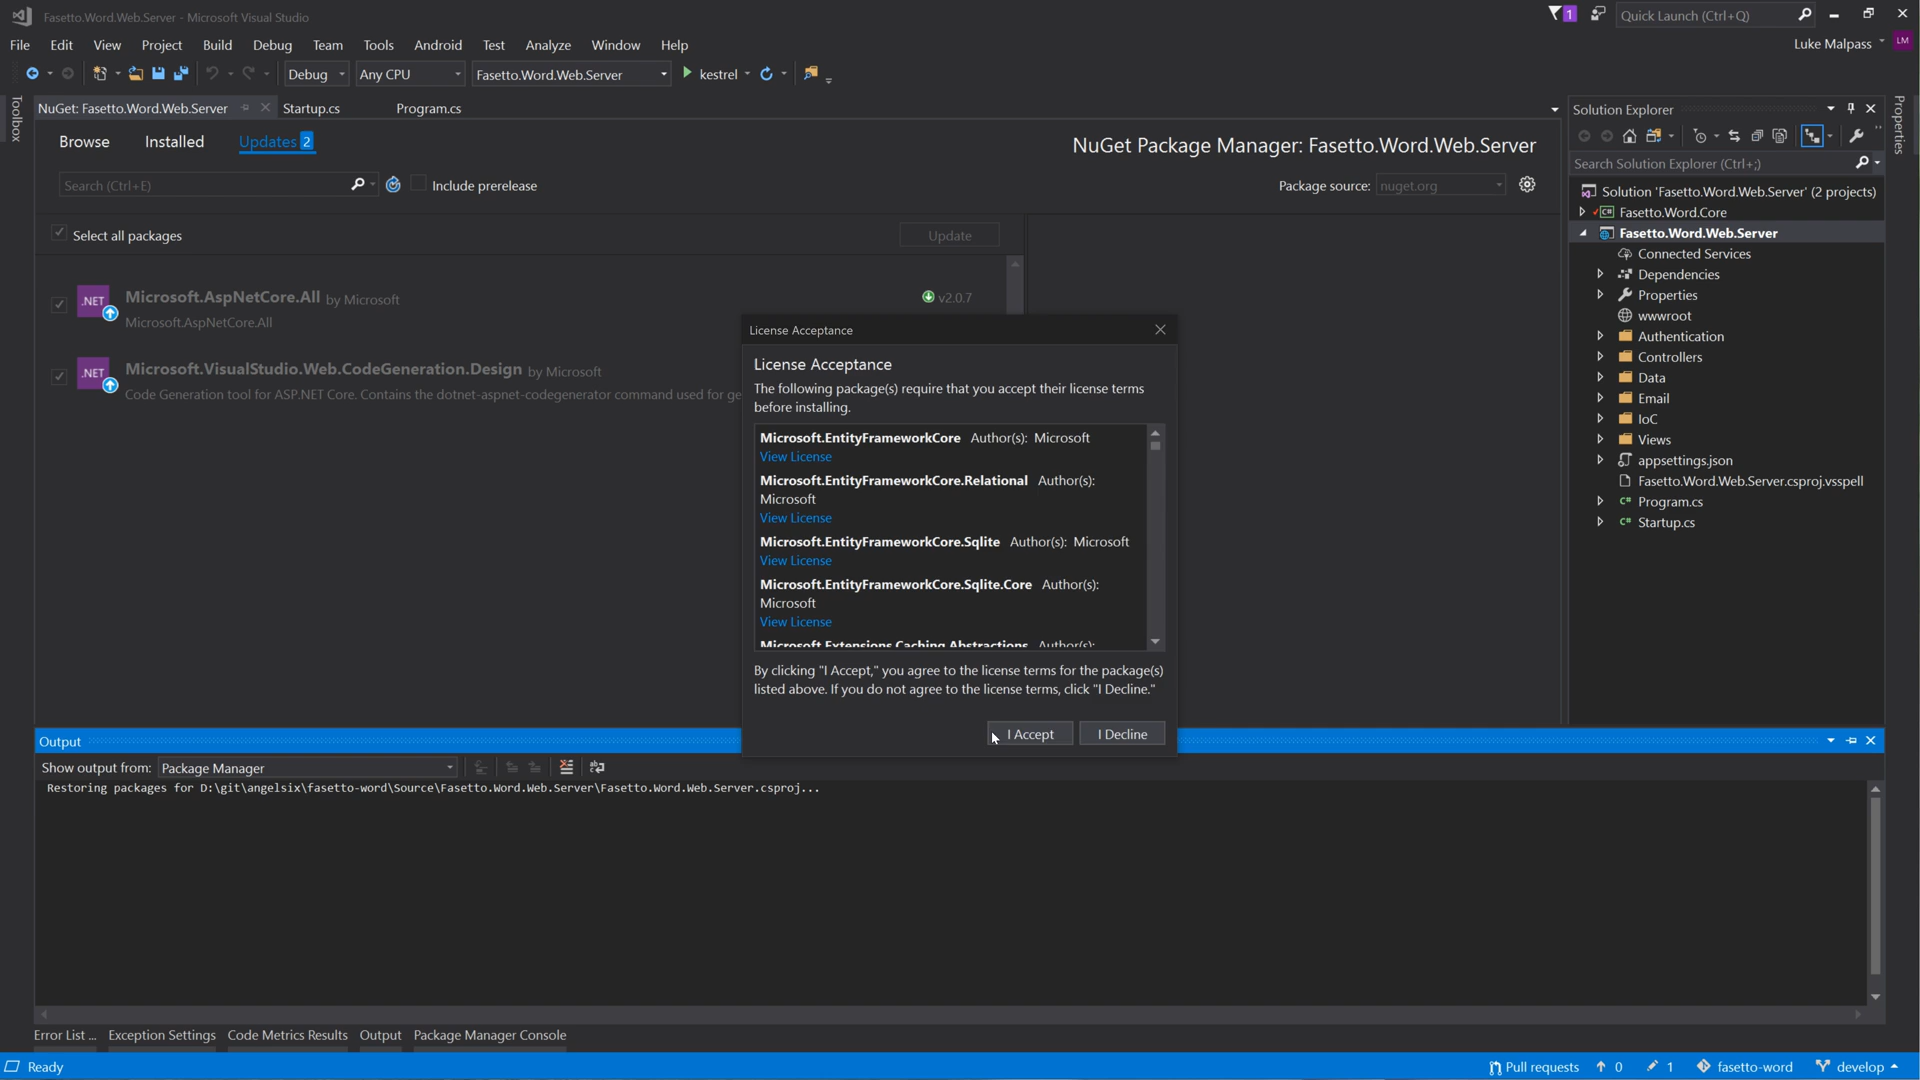 Fasetto.Word.Web.Server - Microsoft Visual Studio
1
Quick Launch (Ctrl+Q)
File Edit View Project Build Debug Team Tools Android Test Analyze Window Help
Luke Malpass LM
Debug Any CPU Fasetto.Word.Web.Server kestrel
Toolbox
NuGet: Fasetto.Word.Web.Server Startup.cs Program.cs
Browse Installed Updates 2
NuGet Package Manager: Fasetto.Word.Web.Server
Search (Ctrl+E)
Include prerelease
Package source: nuget.org
Select all packages
Update
.NET
Microsoft.AspNetCore.All by Microsoft
v2.0.7
Microsoft.AspNetCore.All
.NET
Microsoft.VisualStudio.Web.CodeGeneration.Design by Microsoft
Code Generation tool for ASP.NET Core. Contains the dotnet-aspnet-codegenerator command used for ge
License Acceptance
License Acceptance
The following package(s) require that you accept their license terms
before installing.
Microsoft.EntityFrameworkCore Author(s): Microsoft
View License
Microsoft.EntityFrameworkCore.Relational Author(s):
Microsoft
View License
Microsoft.EntityFrameworkCore.Sqlite Author(s): Microsoft
View License
Microsoft.EntityFrameworkCore.Sqlite.Core Author(s):
Microsoft
View License
Microsoft.Extensions.Caching.Abstractions Author(s):
By clicking "I Accept," you agree to the license terms for the package(s)
listed above. If you do not agree to the license terms, click "I Decline."
I Accept
I Decline
Solution Explorer
Search Solution Explorer (Ctrl+;)
Solution 'Fasetto.Word.Web.Server' (2 projects)
C# Fasetto.Word.Core
Fasetto.Word.Web.Server
Connected Services
Dependencies
Properties
wwwroot
Authentication
Controllers
Data
Email
IoC
Views
appsettings.json
Fasetto.Word.Web.Server.csproj.vsspell
C# Program.cs
C# Startup.cs
Properties
Output
Show output from: Package Manager
Restoring packages for D:\git\angelsix\fasetto-word\Source\Fasetto.Word.Web.Server\Fasetto.Word.Web.Server.csproj...
Error List ... Exception Settings Code Metrics Results Output Package Manager Console
Ready
Pull requests 0 1 fasetto-word develop